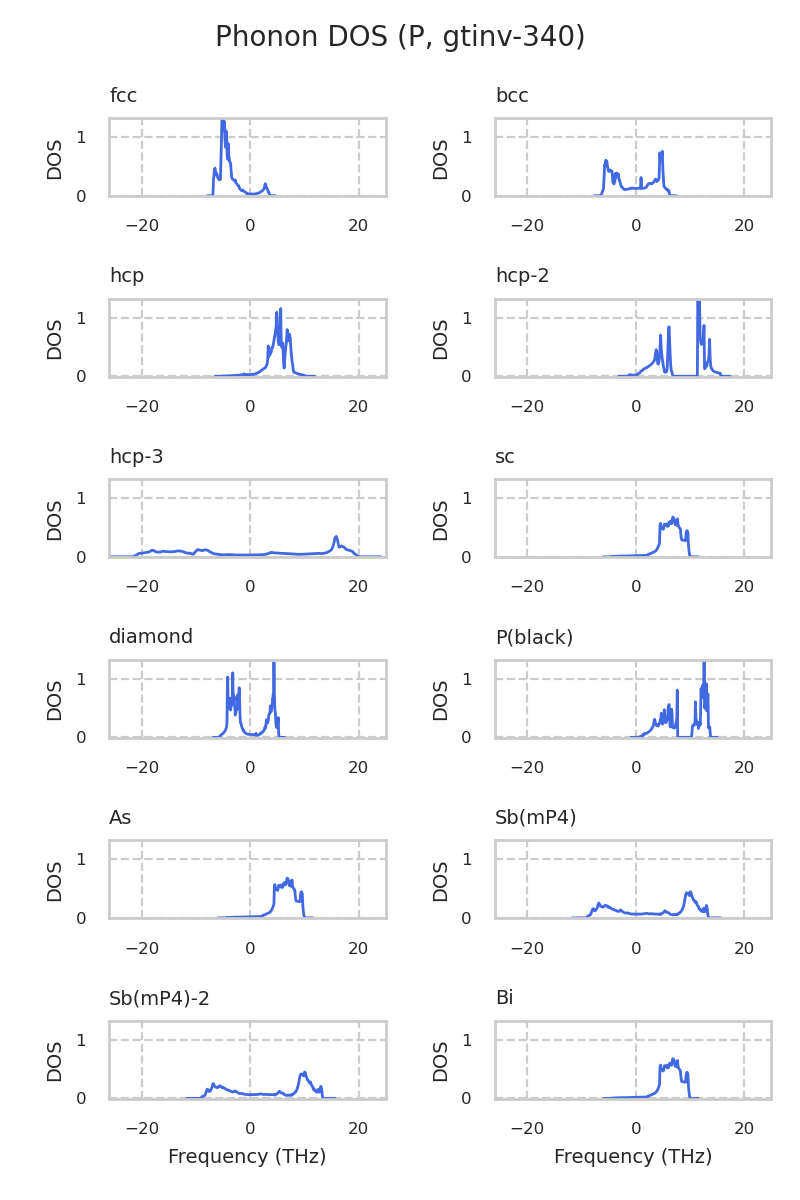 Phonon DOS (P, gtinv-340)
fcc
DOS
1
0
−20 0 20
bcc
DOS
1
0
−20 0 20
hcp
DOS
1
0
−20 0 20
hcp-2
DOS
1
0
−20 0 20
hcp-3
DOS
1
0
−20 0 20
sc
DOS
1
0
−20 0 20
diamond
DOS
1
0
−20 0 20
P(black)
DOS
1
0
−20 0 20
As
DOS
1
0
−20 0 20
Sb(mP4)
DOS
1
0
−20 0 20
Sb(mP4)-2
DOS
1
0
−20 0 20
Frequency (THz)
Bi
DOS
1
0
−20 0 20
Frequency (THz)